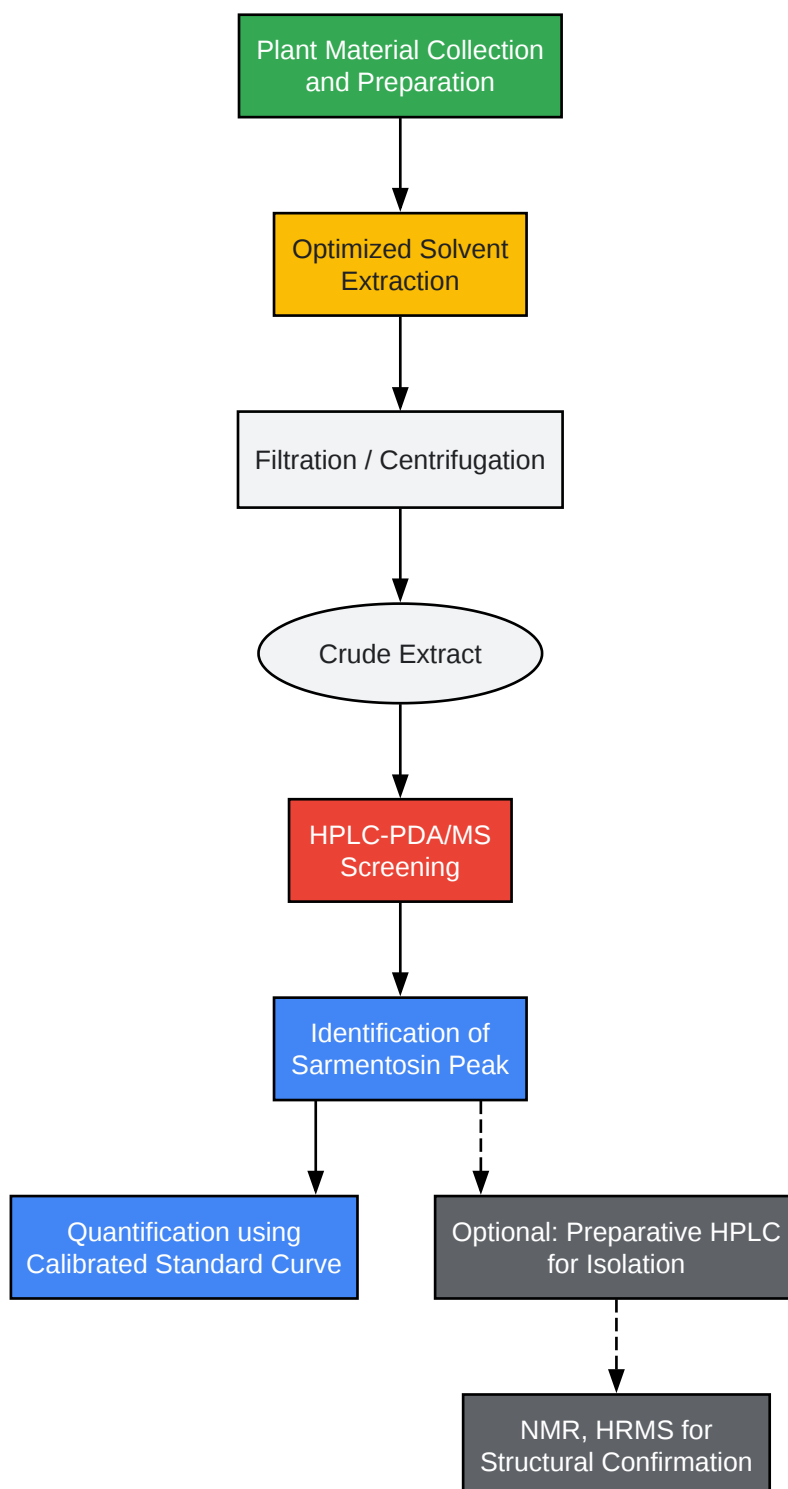 Plant Material Collection
and Preparation
Optimized Solvent
Extraction
Filtration / Centrifugation
Crude Extract
HPLC-PDA/MS
Screening
Identification of
Sarmentosin Peak
Quantification using
Calibrated Standard Curve
Optional: Preparative HPLC
for Isolation
NMR, HRMS for
Structural Confirmation